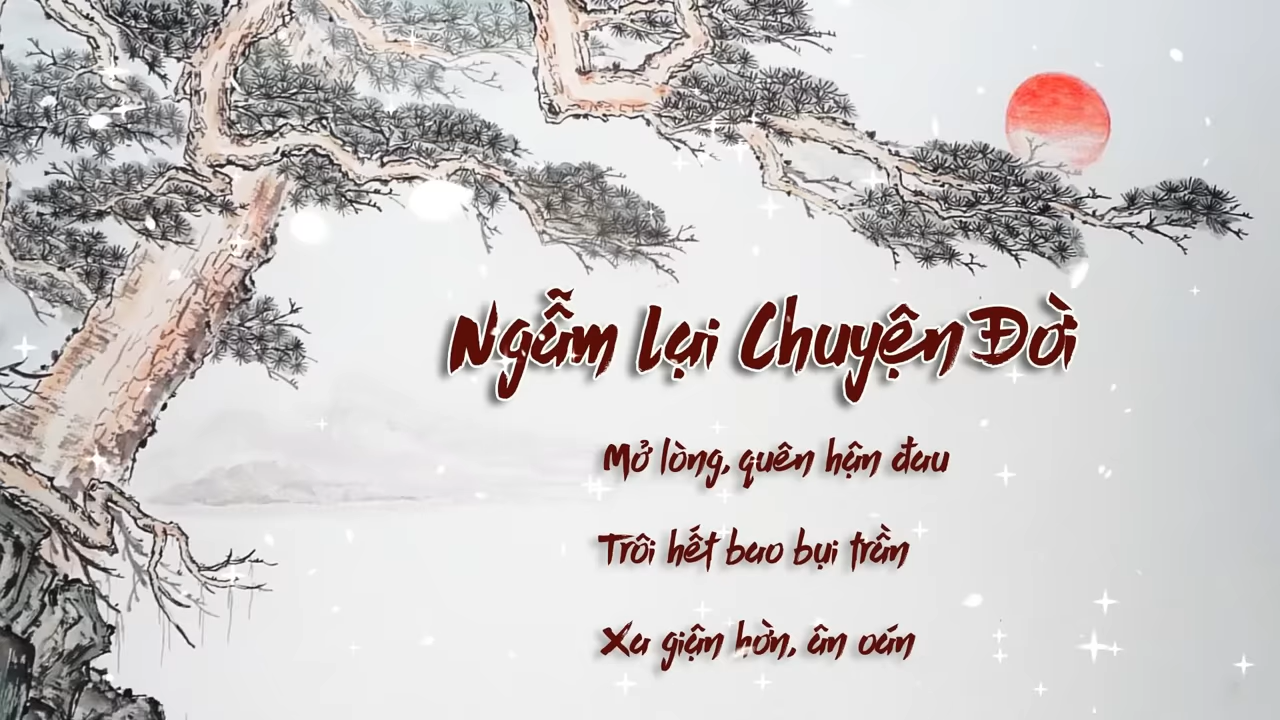 Ngẫm lại Chuyện Đời
Mở lòng, quên hận đau
Trôi hết bao bụi trần
Xa giận hờn, ân oán